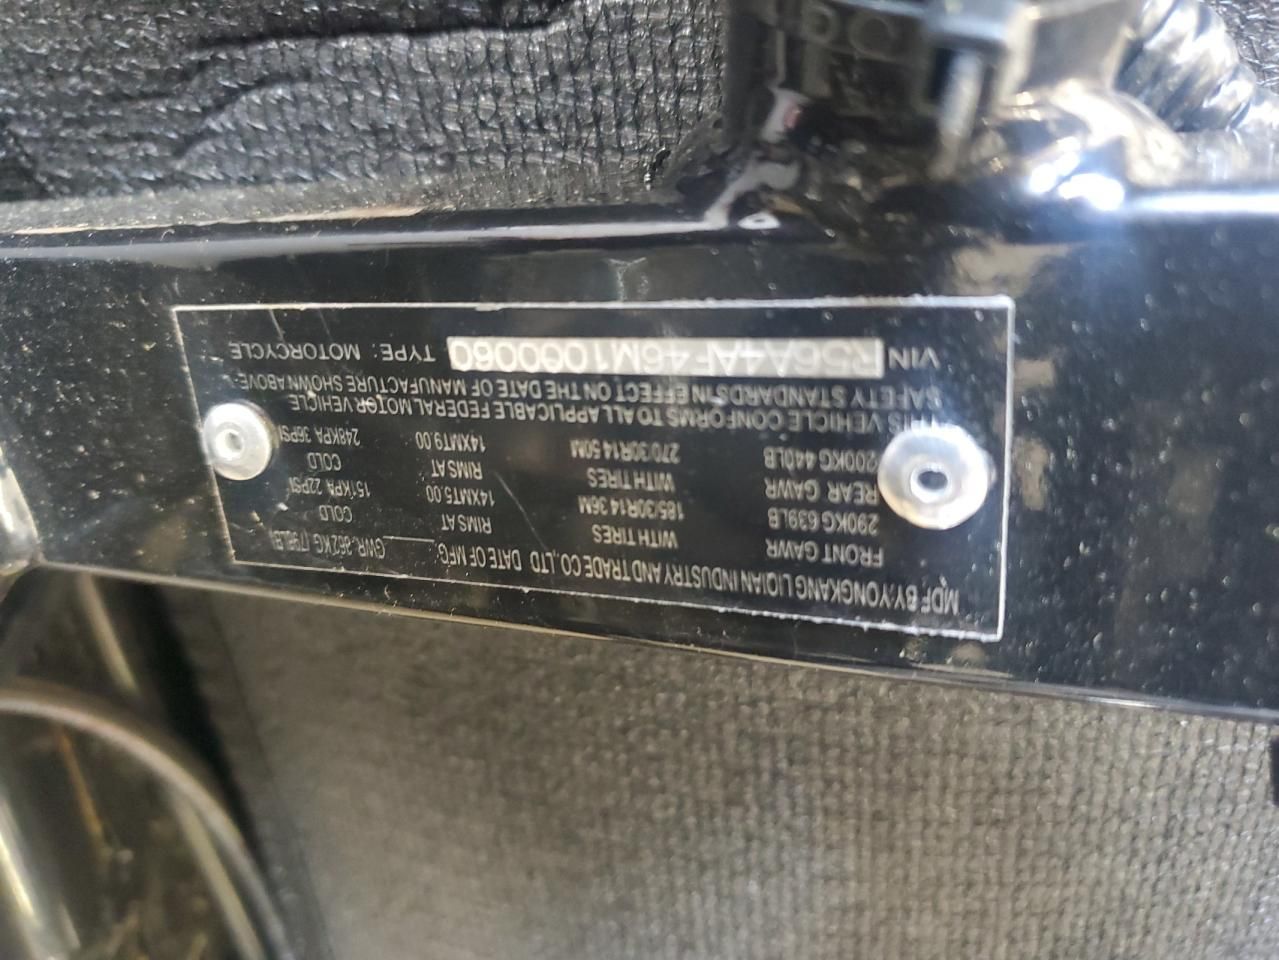 MDF BY:YONGKANG LIDIAN INDUSTRY AND TRADE CO.,LTD DATE OF MFG:
FRONT GAWR WITH TIRES RIMS AT COLD GWR:
290KG 639LB 185/30R14 36M 14XMT5.00 151KPA 22PSI
REAR GAWR WITH TIRES RIMS AT COLD
200KG 440LB 270/30R14 50M 14XMT9.00 248KPA 36PSI
THIS VEHICLE CONFORMS TO ALL APPLICABLE FEDERAL MOTOR VEHICLE
SAFETY STANDARDS IN EFFECT ON THE DATE OF MANUFACTURE SHOWN ABOVE.
VIN R56A4AF46M1000060 TYPE: MOTORCYCLE